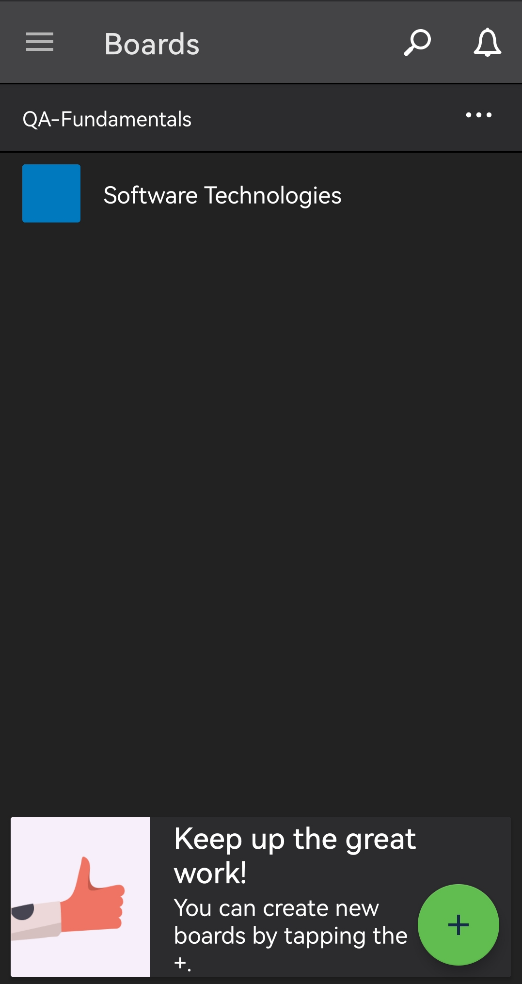 Boards
QA-Fundamentals
Software Technologies
Keep up the great
work!
You can create new
boards by tapping the
+.